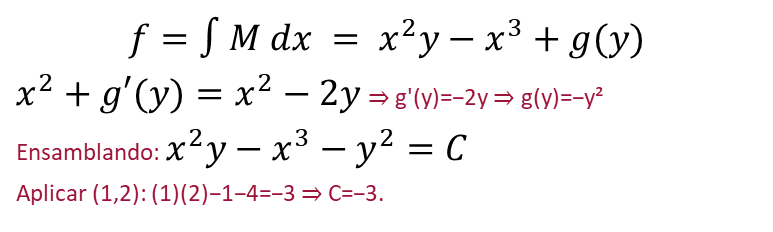 f = ∫ M dx = x²y − x³ + g(y)
x² + g′(y) = x² − 2y ⇒ g'(y)=−2y ⇒ g(y)=−y²
Ensamblando: x²y − x³ − y² = C
Aplicar (1,2): (1)(2)−1−4=−3 ⇒ C=−3.